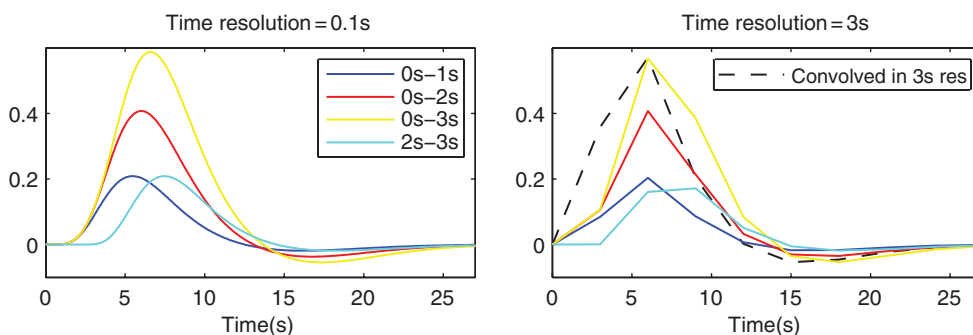 Time resolution=0.1s
0.4
0.2
0
0s–1s
0s–2s
0s–3s
2s–3s
0 5 10 15 20 25
Time(s)
Time resolution=3s
0.4
0.2
0
Convolved in 3s res
0 5 10 15 20 25
Time(s)